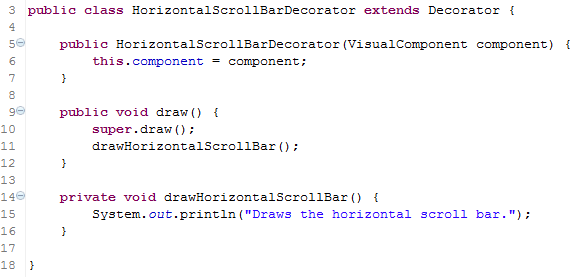 3 public class HorizontalScrollBarDecorator extends Decorator {
4
5 public HorizontalScrollBarDecorator(VisualComponent component) {
6 this.component = component;
7 }
8
9 public void draw() {
10 super.draw();
11 drawHorizontalScrollBar();
12 }
13
14 private void drawHorizontalScrollBar() {
15 System.out.println("Draws the horizontal scroll bar.");
16 }
17
18 }